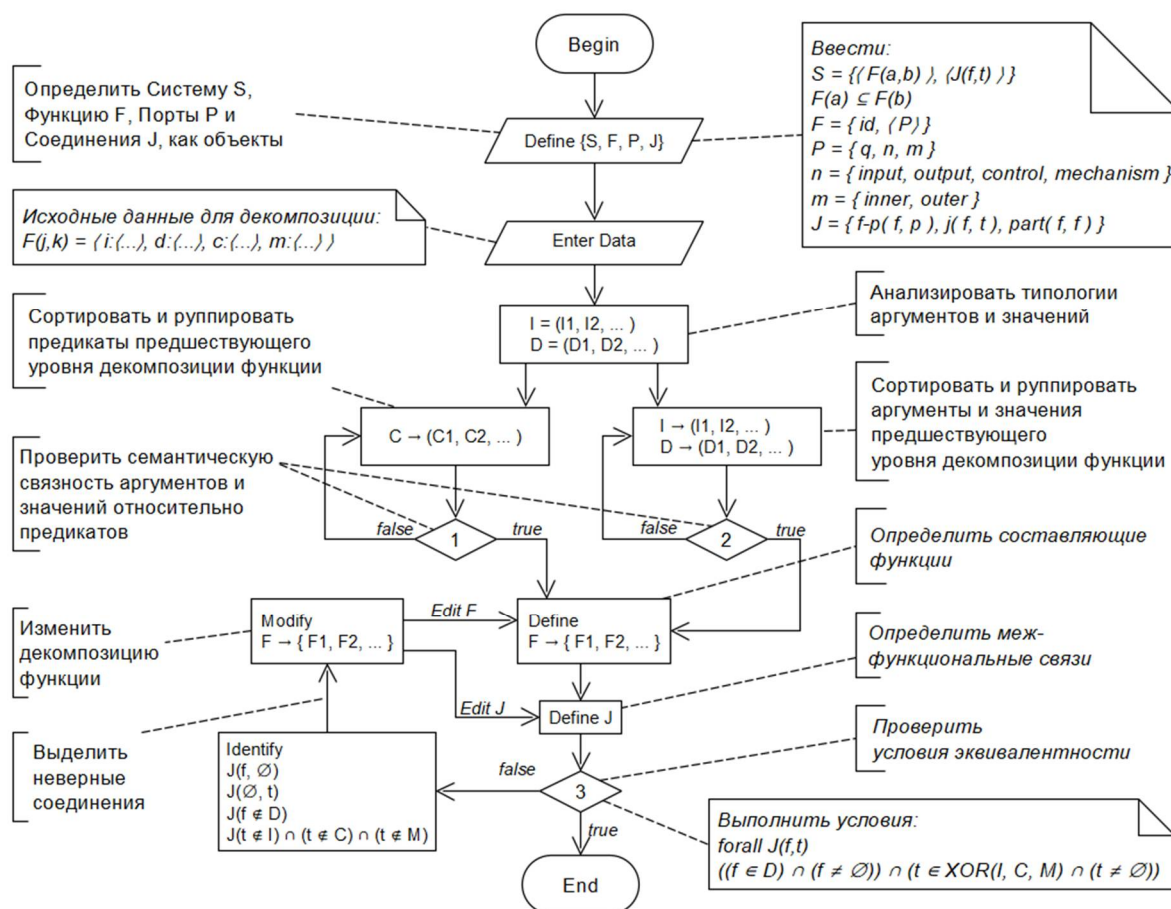 Begin
Ввести:
S = {⟨ F(a,b) ⟩, ⟨J(f,t) ⟩ }
F(a) ⊆ F(b)
F = { id, ⟨ P⟩ }
P = { q, n, m }
n = { input, output, control, mechanism }
m = { inner, outer }
J = { f-p( f, p ), j( f, t ), part( f, f ) }
Определить Систему S,
Функцию F, Порты P и
Соединения J, как объекты
Define {S, F, P, J}
Исходные данные для декомпозиции:
F(j,k) = ⟨ i:⟨...⟩, d:⟨...⟩, c:⟨...⟩, m:⟨...⟩ ⟩
Enter Data
Анализировать типологии
аргументов и значений
I = (I1, I2, ... )
D = (D1, D2, ... )
Сортировать и руппировать
предикаты предшествующего
уровня декомпозиции функции
Сортировать и руппировать
аргументы и значения
предшествующего
уровня декомпозиции функции
C → (C1, C2, ... )
I → (I1, I2, ... )
D → (D1, D2, ... )
Проверить семантическую
связность аргументов и
значений относительно
предикатов
false
1
true
false
2
true
Определить составляющие
функции
Изменить
декомпозицию
функции
Modify
F → { F1, F2, ... }
Edit F
Define
F → { F1, F2, ... }
Определить меж-
функциональные связи
Edit J
Define J
Проверить
условия эквивалентности
Выделить
неверные
соединения
Identify
J(f, ∅)
J(∅, t)
J(f ∉ D)
J(t ∉ I) ∩ (t ∉ C) ∩ (t ∉ M)
false
3
true
Выполнить условия:
forall J(f,t)
((f ∈ D) ∩ (f ≠ ∅)) ∩ (t ∈ XOR(I, C, M) ∩ (t ≠ ∅))
End